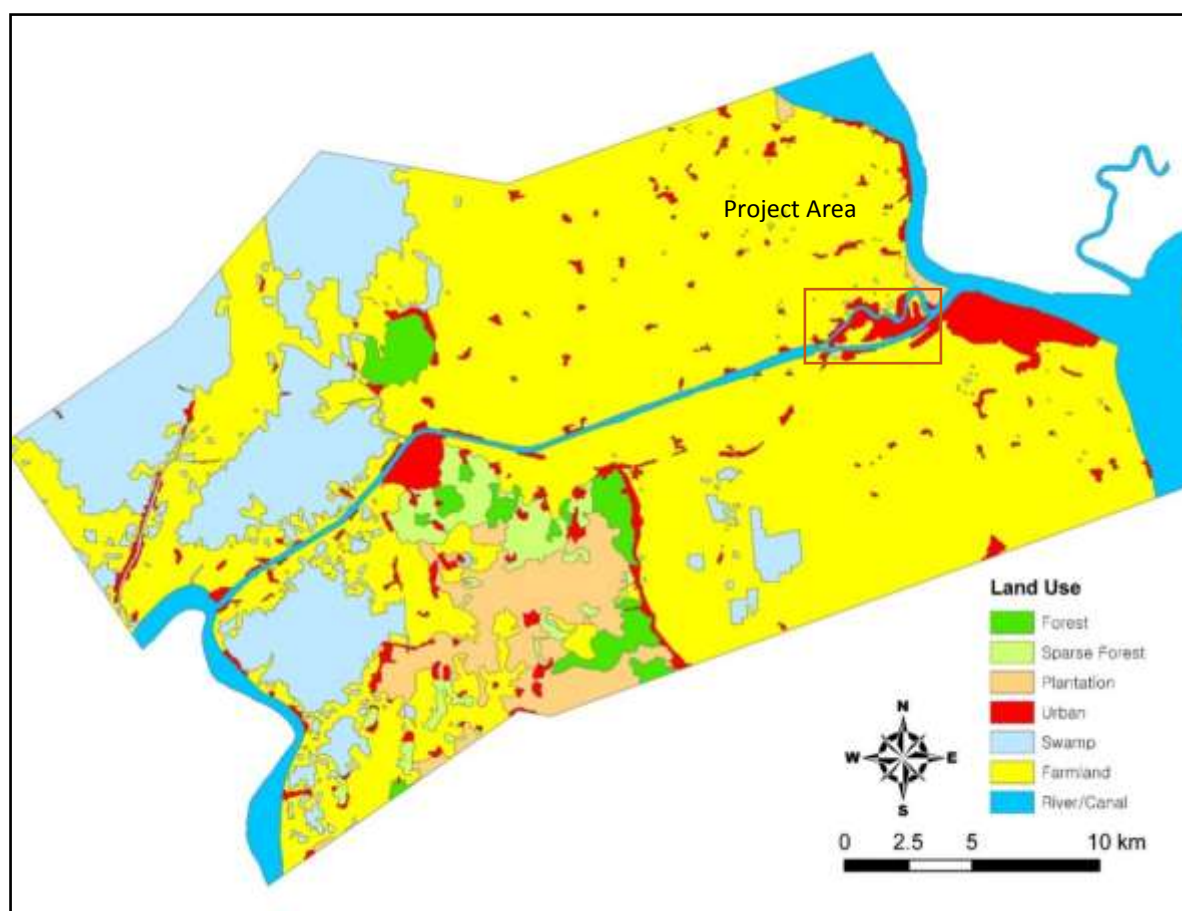 Project Area
Land Use
Forest
Sparse Forest
Plantation
Urban
Swamp
Farmland
River/Canal
N
W E
S
0 2.5 5 10 km